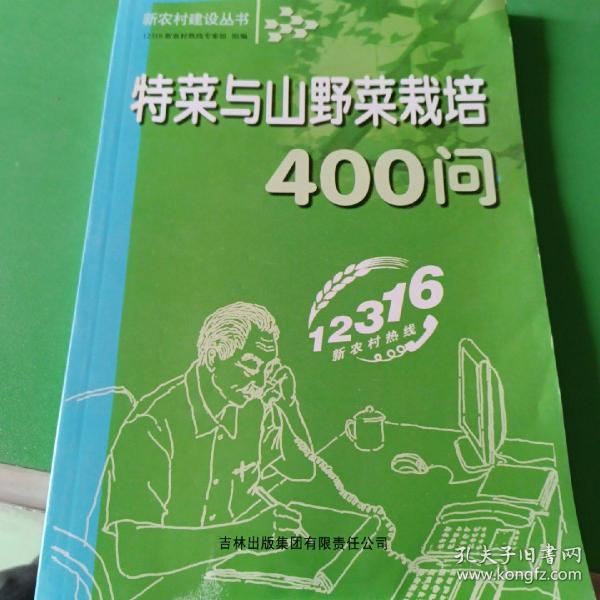 新农村建设丛书
12316新农村热线专家组 组编
特菜与山野菜栽培
400问
12316
新农村热线
吉林出版集团有限责任公司
孔夫子旧书网
www.kongfz.com